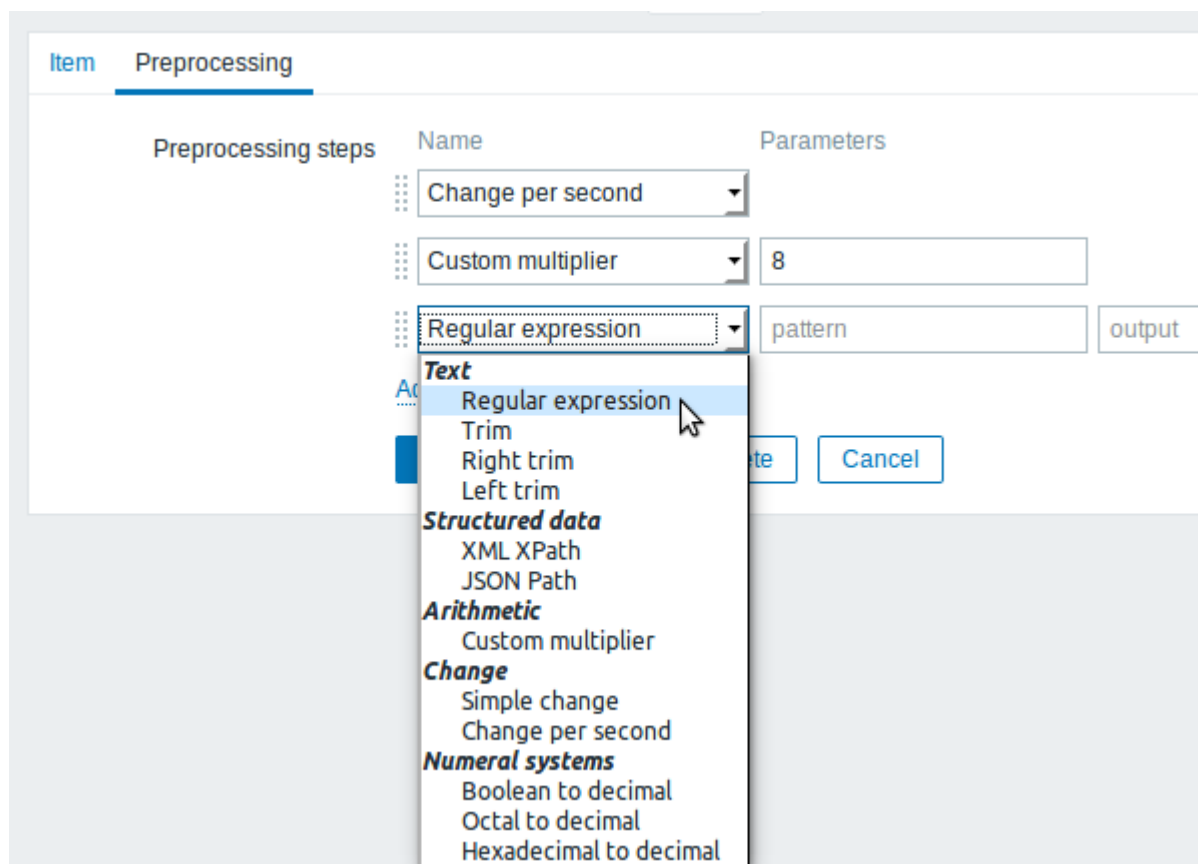 Item Preprocessing
Preprocessing steps Name Parameters
Change per second
Custom multiplier 8
Regular expression pattern output
Text
Regular expression
Trim
Right trim
Left trim
Cancel
Structured data
XML XPath
JSON Path
Arithmetic
Custom multiplier
Change
Simple change
Change per second
Numeral systems
Boolean to decimal
Octal to decimal
Hexadecimal to decimal